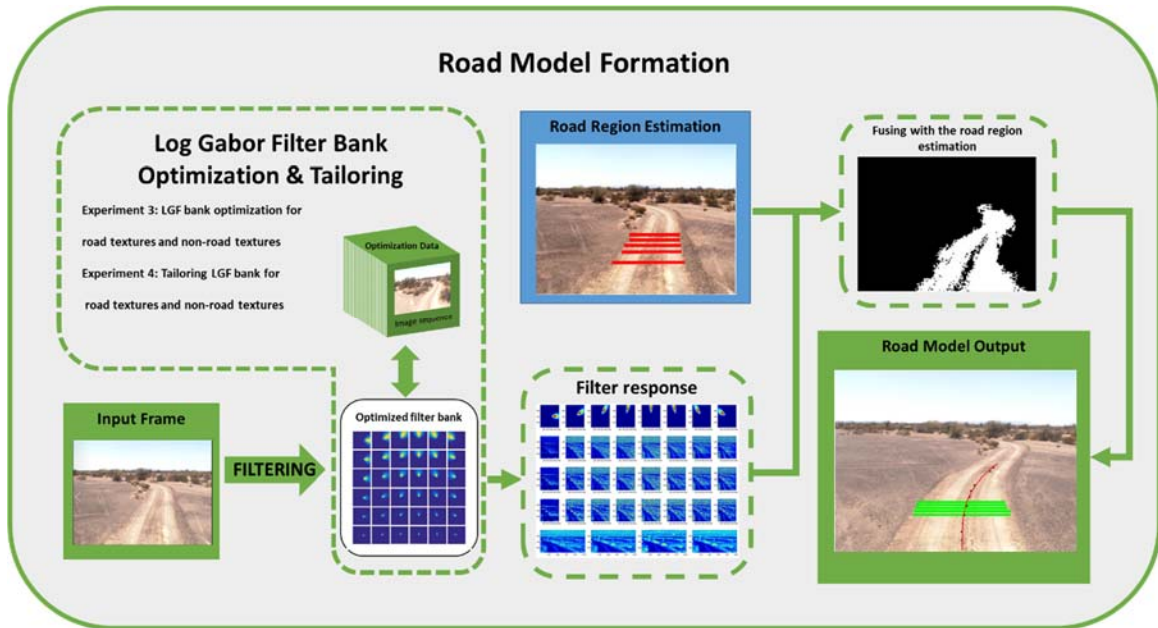 Road Model Formation
Log Gabor Filter Bank
Optimization & Tailoring
Experiment 3: LGF bank optimization for
road textures and non-road textures
Experiment 4: Tailoring LGF bank for
road textures and non-road textures
Optimization Data
Image sequence
Road Region Estimation
Fusing with the road region
estimation
Input Frame
FILTERING
Optimized filter bank
Filter response
Road Model Output